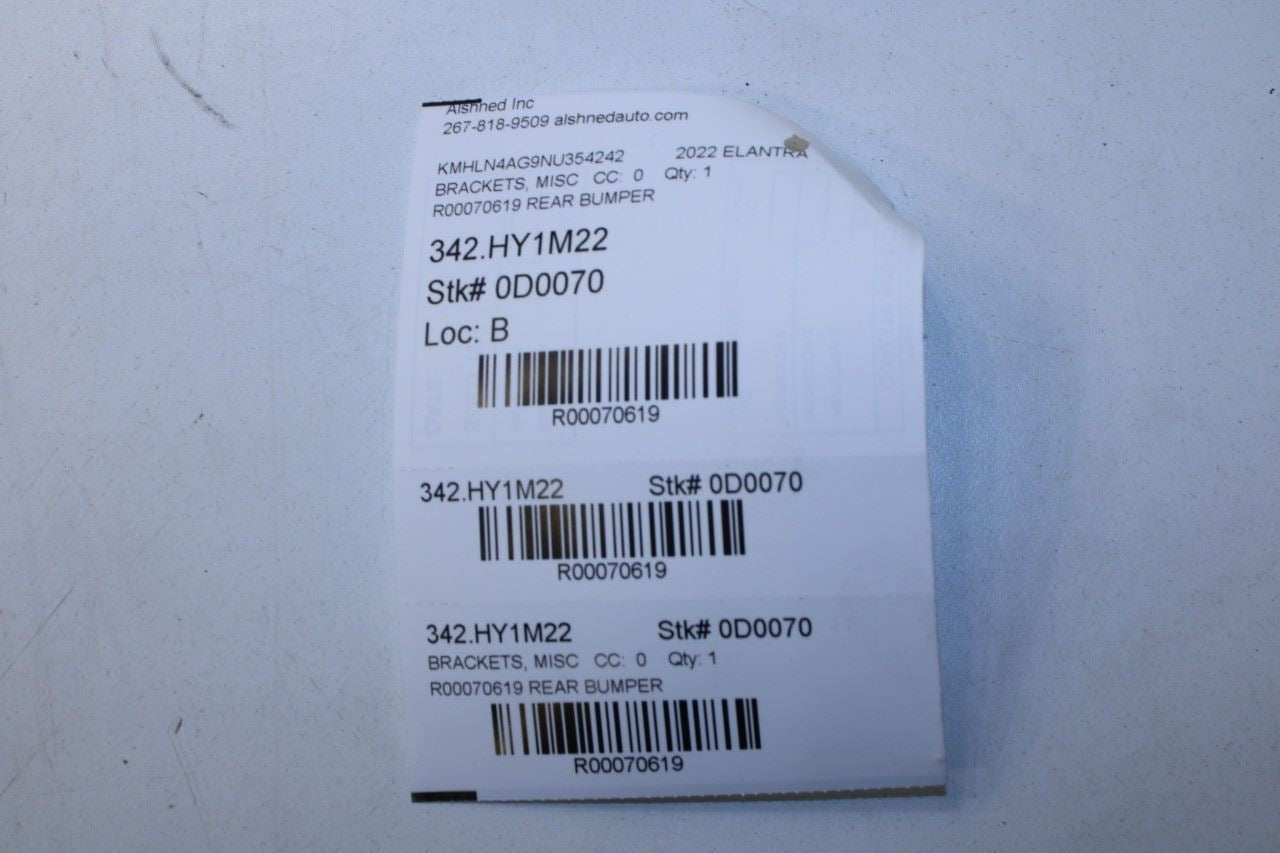 Alshned Inc
267-818-9509 alshnedauto.com
KMHLN4AG9NU354242 2022 ELANTRA
BRACKETS, MISC CC: 0 Qty: 1
R00070619 REAR BUMPER
342.HY1M22
Stk# 0D0070
Loc: B
R00070619
342.HY1M22 Stk# 0D0070
R00070619
342.HY1M22 Stk# 0D0070
BRACKETS, MISC CC: 0 Qty: 1
R00070619 REAR BUMPER
R00070619